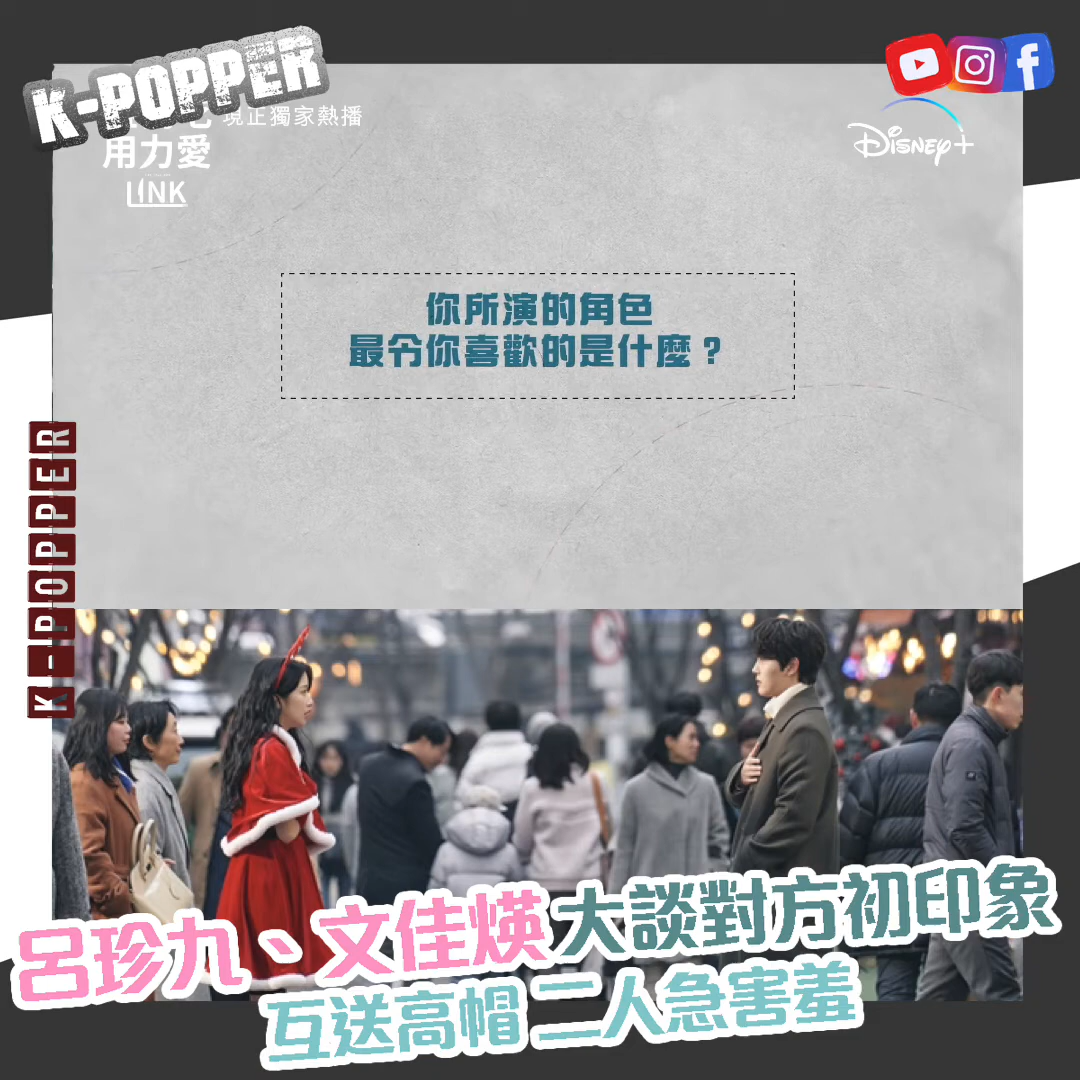 K-POPPER
現正獨家熱播
用力愛
LINK
Disney+
你所演的角色
最令你喜歡的是什麼？
K-POPPER
呂珍九、文佳煐大談對方初印象
互送高帽 二人急害羞